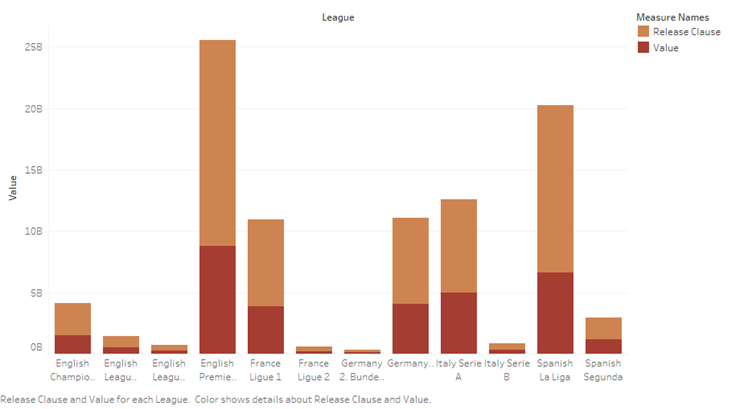 League
Measure Names
Release Clause
Value
25B
20B
15B
10B
5B
0B
Value
English Champio..
English Leagu..
English Leagu..
English Premie..
France Ligue 1
France Ligue 2
Germany 2. Bunde..
Germany..
Italy Serie A
Italy Serie B
Spanish La Liga
Spanish Segunda
Release Clause and Value for each League. Color shows details about Release Clause and Value.